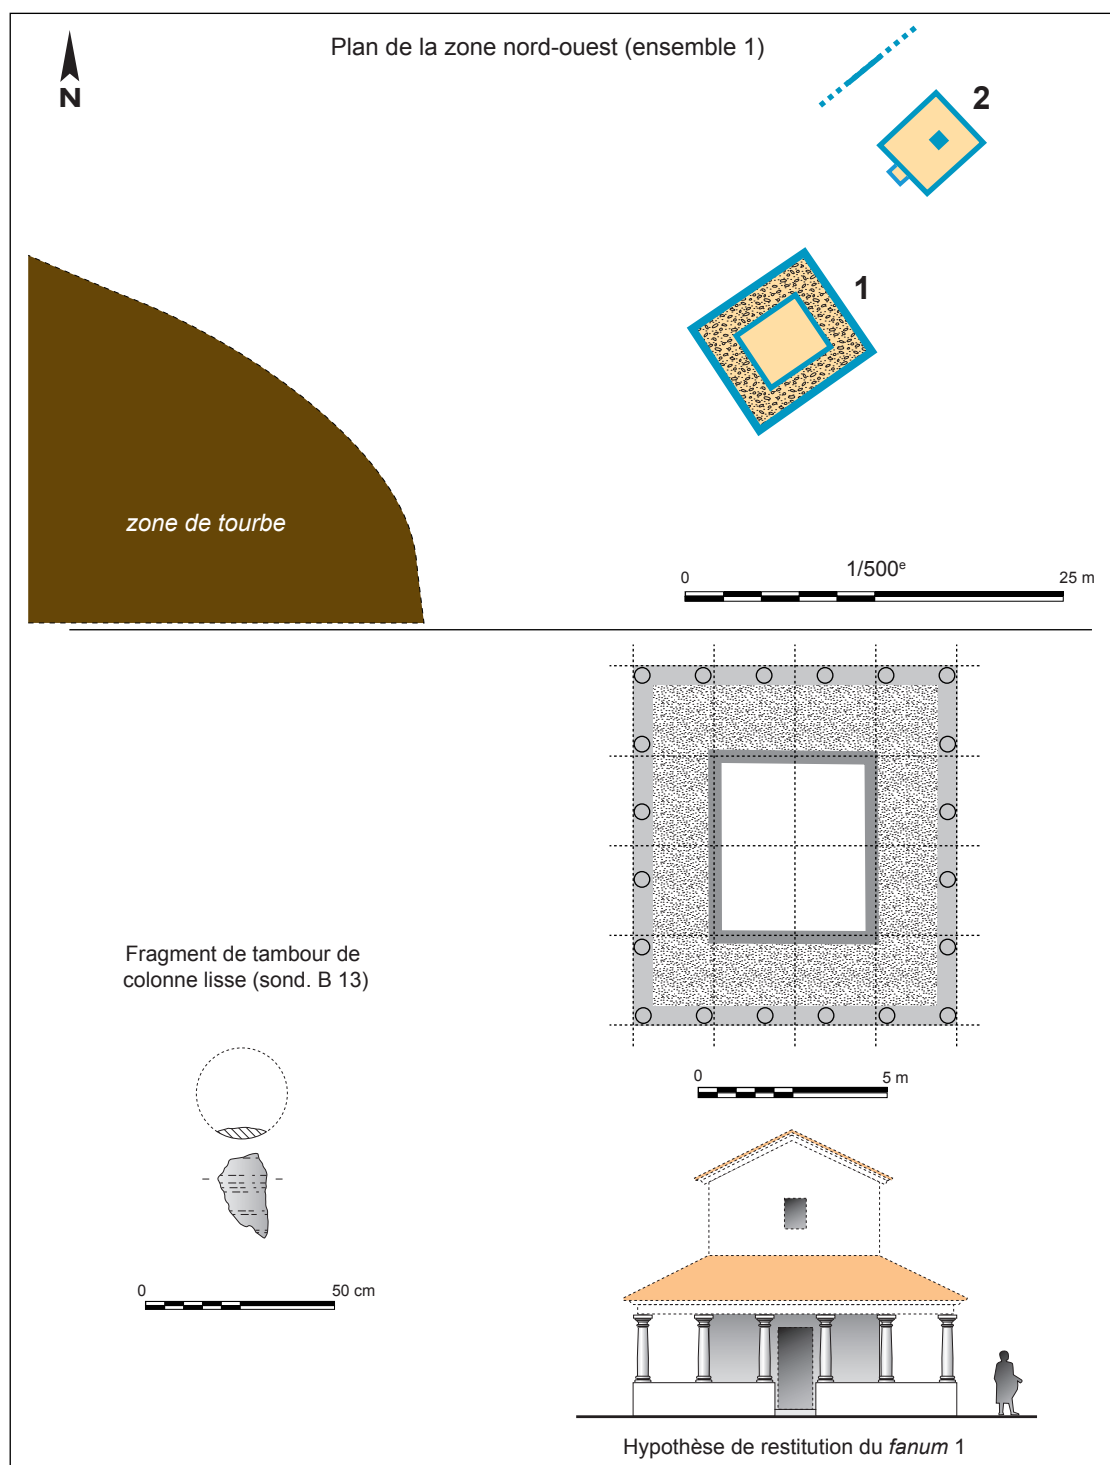 Plan de la zone nord-ouest (ensemble 1)
N
2
1
zone de tourbe
1/500e
0 25 m
Fragment de tambour de
colonne lisse (sond. B 13)
0 5 m
0 50 cm
Hypothèse de restitution du fanum 1